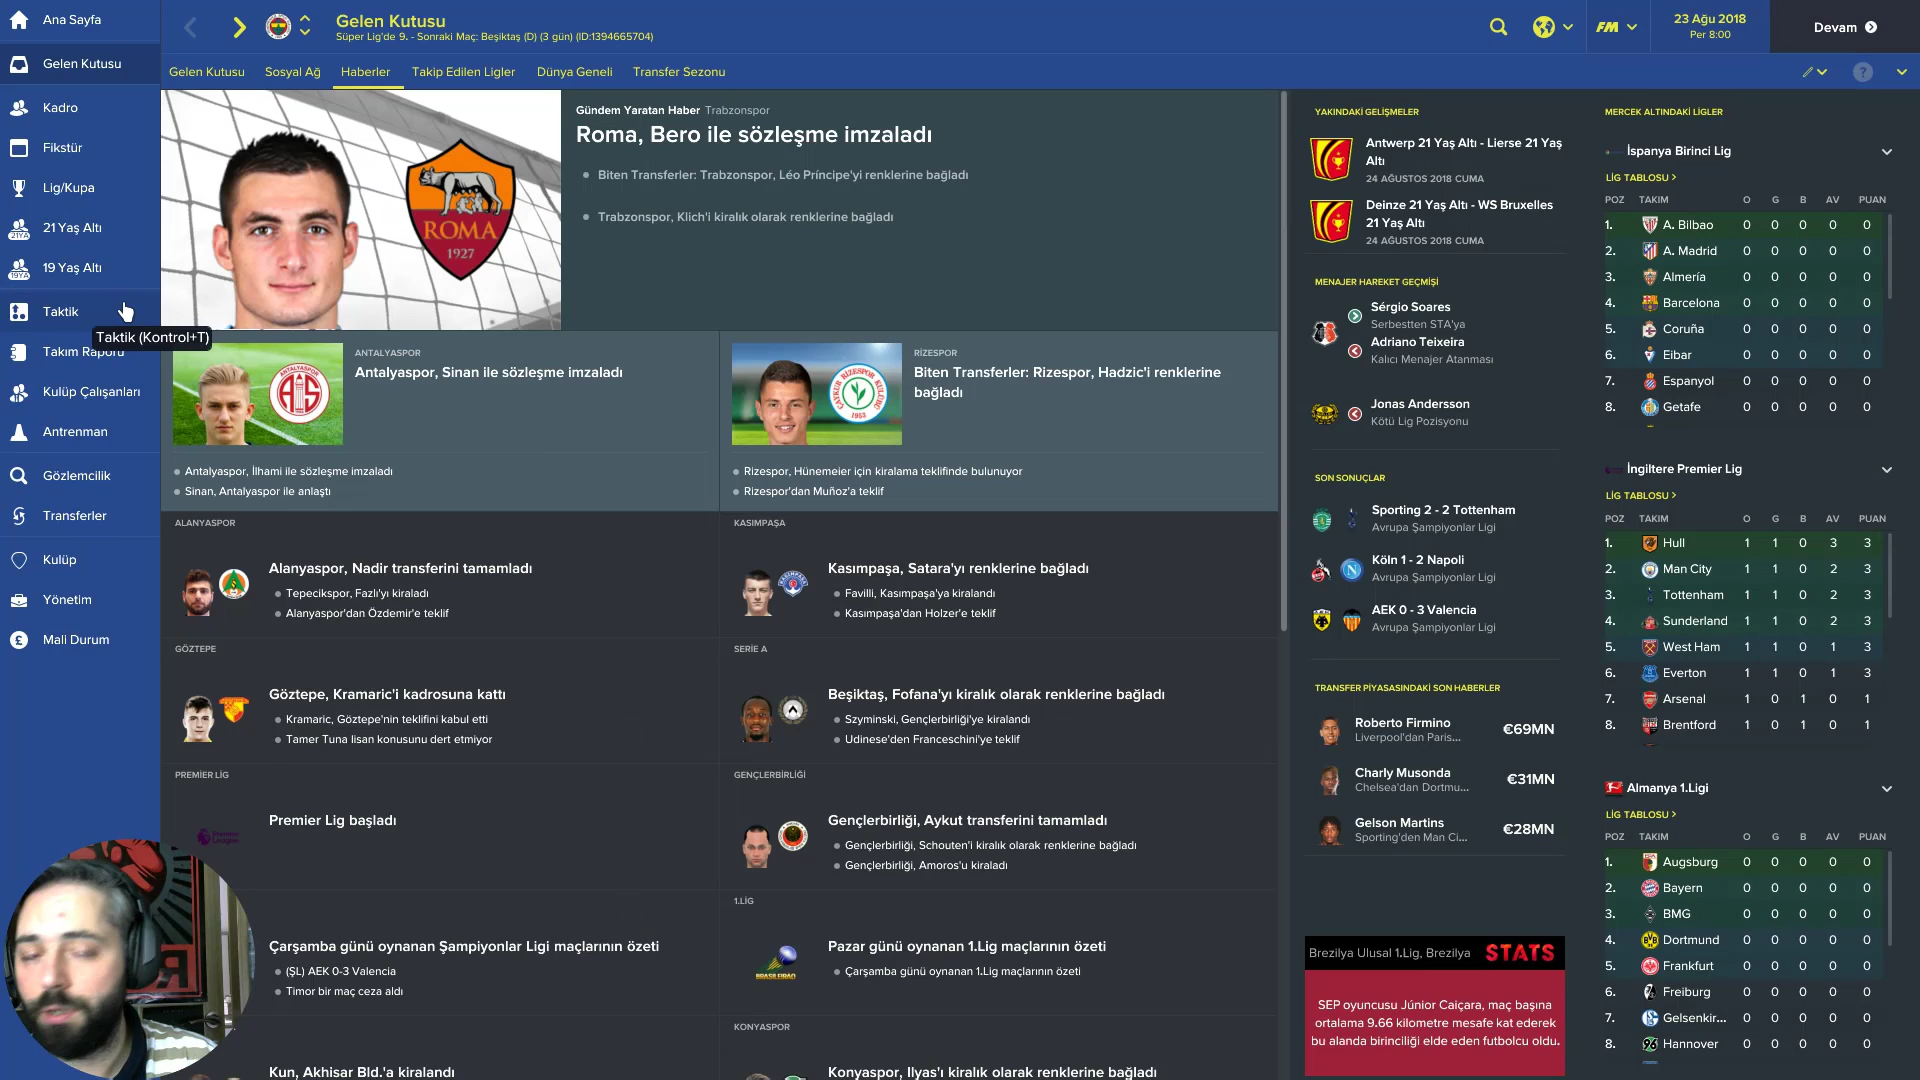 Ana Sayfa
Gelen Kutusu
Kadro
Fikstür
Lig/Kupa
21YA
21 Yaş Altı
19YA
19 Yaş Altı
Taktik
Taktik (Kontrol+T)
Takım Raporu
Kulüp Çalışanları
Antrenman
Gözlemcilik
Transferler
Kulüp
Yönetim
Mali Durum
Gelen Kutusu
Süper Lig'de 9. - Sonraki Maç: Beşiktaş (D) (3 gün) (ID:1394665704)
FM
23 Ağu 2018
Per 8:00
Devam
Gelen Kutusu Sosyal Ağ Haberler Takip Edilen Ligler Dünya Geneli Transfer Sezonu
ROMA
1927
Gündem Yaratan Haber Trabzonspor
Roma, Bero ile sözleşme imzaladı
Biten Transferler: Trabzonspor, Léo Príncipe'yi renklerine bağladı
Trabzonspor, Klich'i kiralık olarak renklerine bağladı
ANTALYASPOR
Antalyaspor, Sinan ile sözleşme imzaladı
Antalyaspor, İlhami ile sözleşme imzaladı
Sinan, Antalyaspor ile anlaştı
RİZESPOR
Biten Transferler: Rizespor, Hadzic'i renklerine
bağladı
Rizespor, Hünemeier için kiralama teklifinde bulunuyor
Rizespor'dan Muñoz'a teklif
ALANYASPOR
Alanyaspor, Nadir transferini tamamladı
Tepecikspor, Fazlı'yı kiraladı
Alanyaspor'dan Özdemir'e teklif
KASIMPAŞA
Kasımpaşa, Satara'yı renklerine bağladı
Favilli, Kasımpaşa'ya kiralandı
Kasımpaşa'dan Holzer'e teklif
GÖZTEPE
Göztepe, Kramaric'i kadrosuna kattı
Kramaric, Göztepe'nin teklifini kabul etti
Tamer Tuna lisan konusunu dert etmiyor
SERIE A
Beşiktaş, Fofana'yı kiralık olarak renklerine bağladı
Szyminski, Gençlerbirliği'ye kiralandı
Udinese'den Franceschini'ye teklif
PREMİER LİG
Premier Lig başladı
GENÇLERBİRLİĞİ
Gençlerbirliği, Aykut transferini tamamladı
Gençlerbirliği, Schouten'i kiralık olarak renklerine bağladı
Gençlerbirliği, Amoros'u kiraladı
Çarşamba günü oynanan Şampiyonlar Ligi maçlarının özeti
(ŞL) AEK 0-3 Valencia
Timor bir maç ceza aldı
1.LİG
Pazar günü oynanan 1.Lig maçlarının özeti
Çarşamba günü oynanan 1.Lig maçlarının özeti
Kun, Akhisar Bld.'a kiralandı
KONYASPOR
Konyaspor, Ilyas'ı kiralık olarak renklerine bağladı
YAKINDAKİ GELİŞMELER
Antwerp 21 Yaş Altı - Lierse 21 Yaş
Altı
24 AĞUSTOS 2018 CUMA
Deinze 21 Yaş Altı - WS Bruxelles
21 Yaş Altı
24 AĞUSTOS 2018 CUMA
MENAJER HAREKET GEÇMİŞİ
Sérgio Soares
Serbestten STA'ya
Adriano Teixeira
Kalıcı Menajer Atanması
Jonas Andersson
Kötü Lig Pozisyonu
SON SONUÇLAR
Sporting 2 - 2 Tottenham
Avrupa Şampiyonlar Ligi
Köln 1 - 2 Napoli
Avrupa Şampiyonlar Ligi
AEK 0 - 3 Valencia
Avrupa Şampiyonlar Ligi
TRANSFER PİYASASINDAKİ SON HABERLER
Roberto Firmino €69MN
Liverpool'dan Paris...
Charly Musonda €31MN
Chelsea'dan Dortmu...
Gelson Martins €28MN
Sporting'den Man Ci...
Brezilya Ulusal 1.Lig, Brezilya STATS
SEP oyuncusu Júnior Caiçara, maç başına
ortalama 9.66 kilometre mesafe kat ederek
bu alanda birinciliği elde eden futbolcu oldu.
MERCEK ALTINDAKİ LİGLER
İspanya Birinci Lig
LİG TABLOSU >
POZ TAKIM O G B AV PUAN
1. A. Bilbao 0 0 0 0 0
2. A. Madrid 0 0 0 0 0
3. Almería 0 0 0 0 0
4. Barcelona 0 0 0 0 0
5. Coruña 0 0 0 0 0
6. Eibar 0 0 0 0 0
7. Espanyol 0 0 0 0 0
8. Getafe 0 0 0 0 0
İngiltere Premier Lig
LİG TABLOSU >
POZ TAKIM O G B AV PUAN
1. Hull 1 1 0 3 3
2. Man City 1 1 0 2 3
3. Tottenham 1 1 0 2 3
4. Sunderland 1 1 0 2 3
5. West Ham 1 1 0 1 3
6. Everton 1 1 0 1 3
7. Arsenal 1 0 1 0 1
8. Brentford 1 0 1 0 1
Almanya 1.Ligi
LİG TABLOSU >
POZ TAKIM O G B AV PUAN
1. Augsburg 0 0 0 0 0
2. Bayern 0 0 0 0 0
3. BMG 0 0 0 0 0
4. Dortmund 0 0 0 0 0
5. Frankfurt 0 0 0 0 0
6. Freiburg 0 0 0 0 0
7. Gelsenkir... 0 0 0 0 0
8. Hannover 0 0 0 0 0